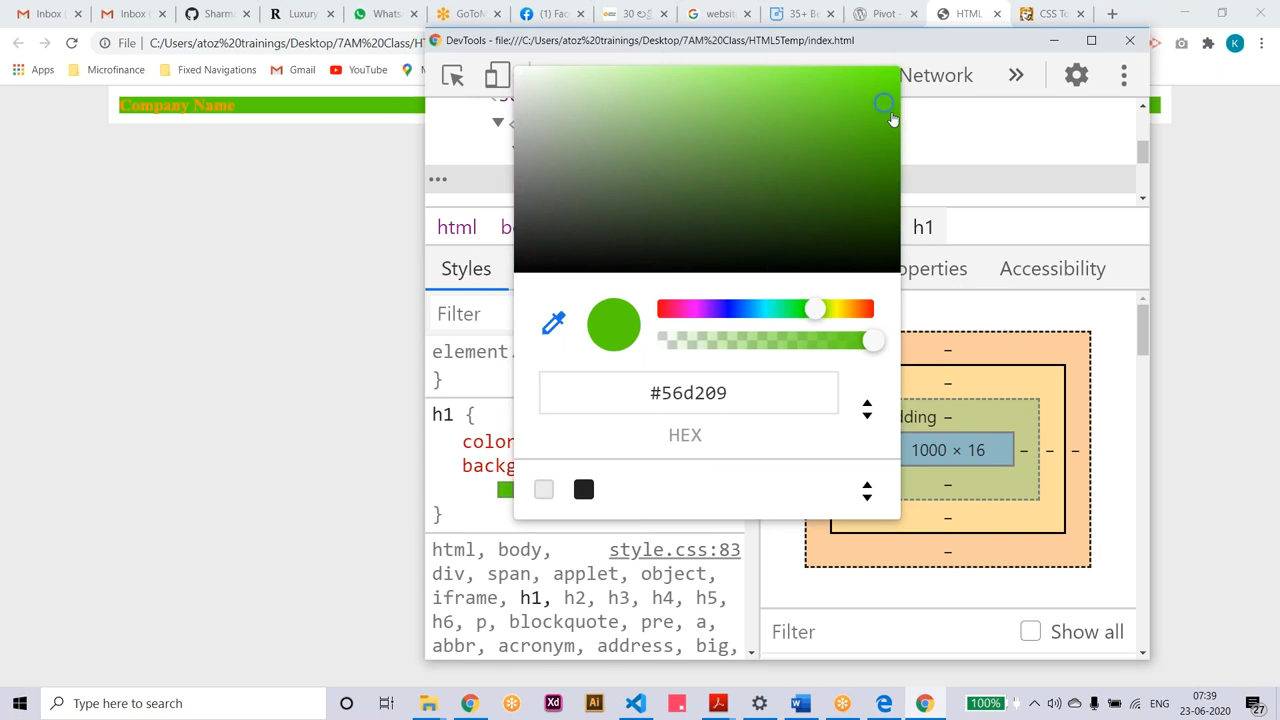 Inbox
Inbox
Sharm
Luxury
Whats
GoToM
(1) Fac
30
websit
35+ B
Pivot –
HTML
CSS To
File
C:/Users/atoz%20trainings/Desktop/7AM%20Class/H
K
Apps
Microfinance
Fixed Navigations
Gmail
YouTube
DevTools - file:///C:/Users/atoz%20trainings/Desktop/7AM%20Class/HTML5Temp/index.html
Network
Company Name
html
h1
Styles
operties
Accessibility
Filter
element.
}
h1 {
color
backg
}
#56d209
HEX
dding
1000 × 16
html, body,
style.css:83
div, span, applet, object,
iframe, h1, h2, h3, h4, h5,
h6, p, blockquote, pre, a,
abbr, acronym, address, big,
Filter
Show all
Type here to search
Xd
Ai
100%
ENG
07:39
23-06-2020
27